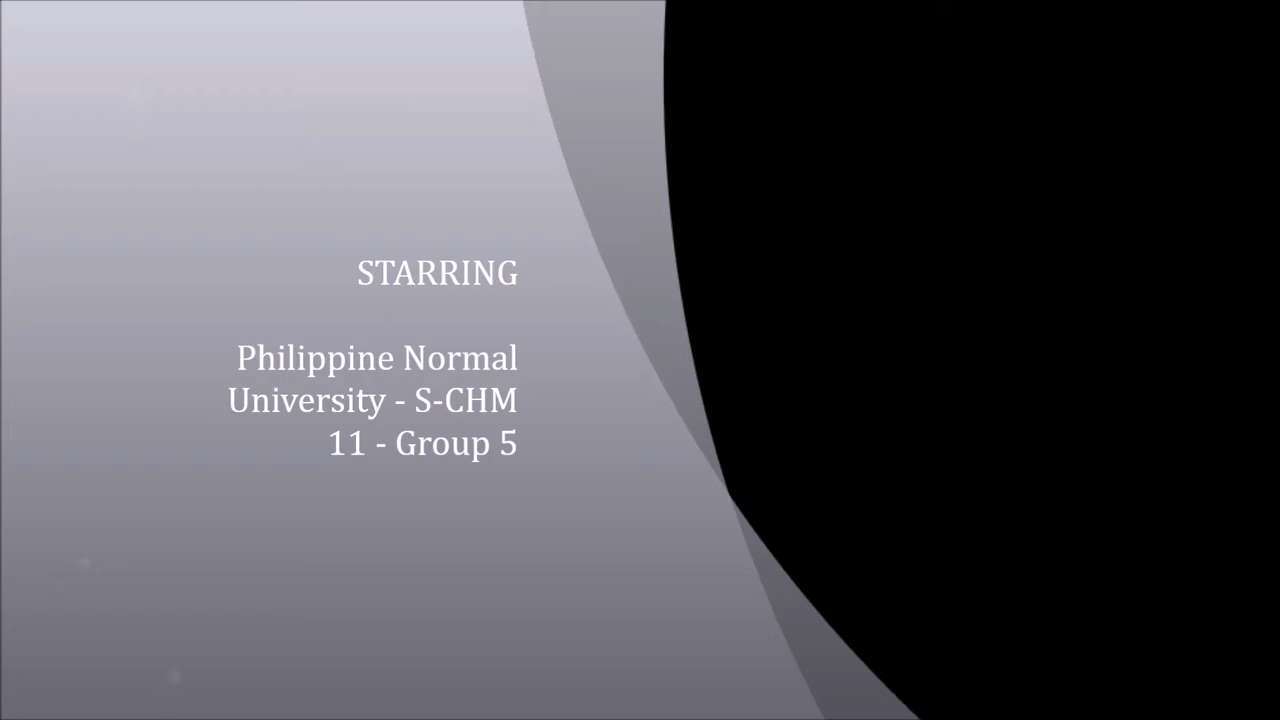 STARRING
Philippine Normal
University - S-CHM
11 - Group 5